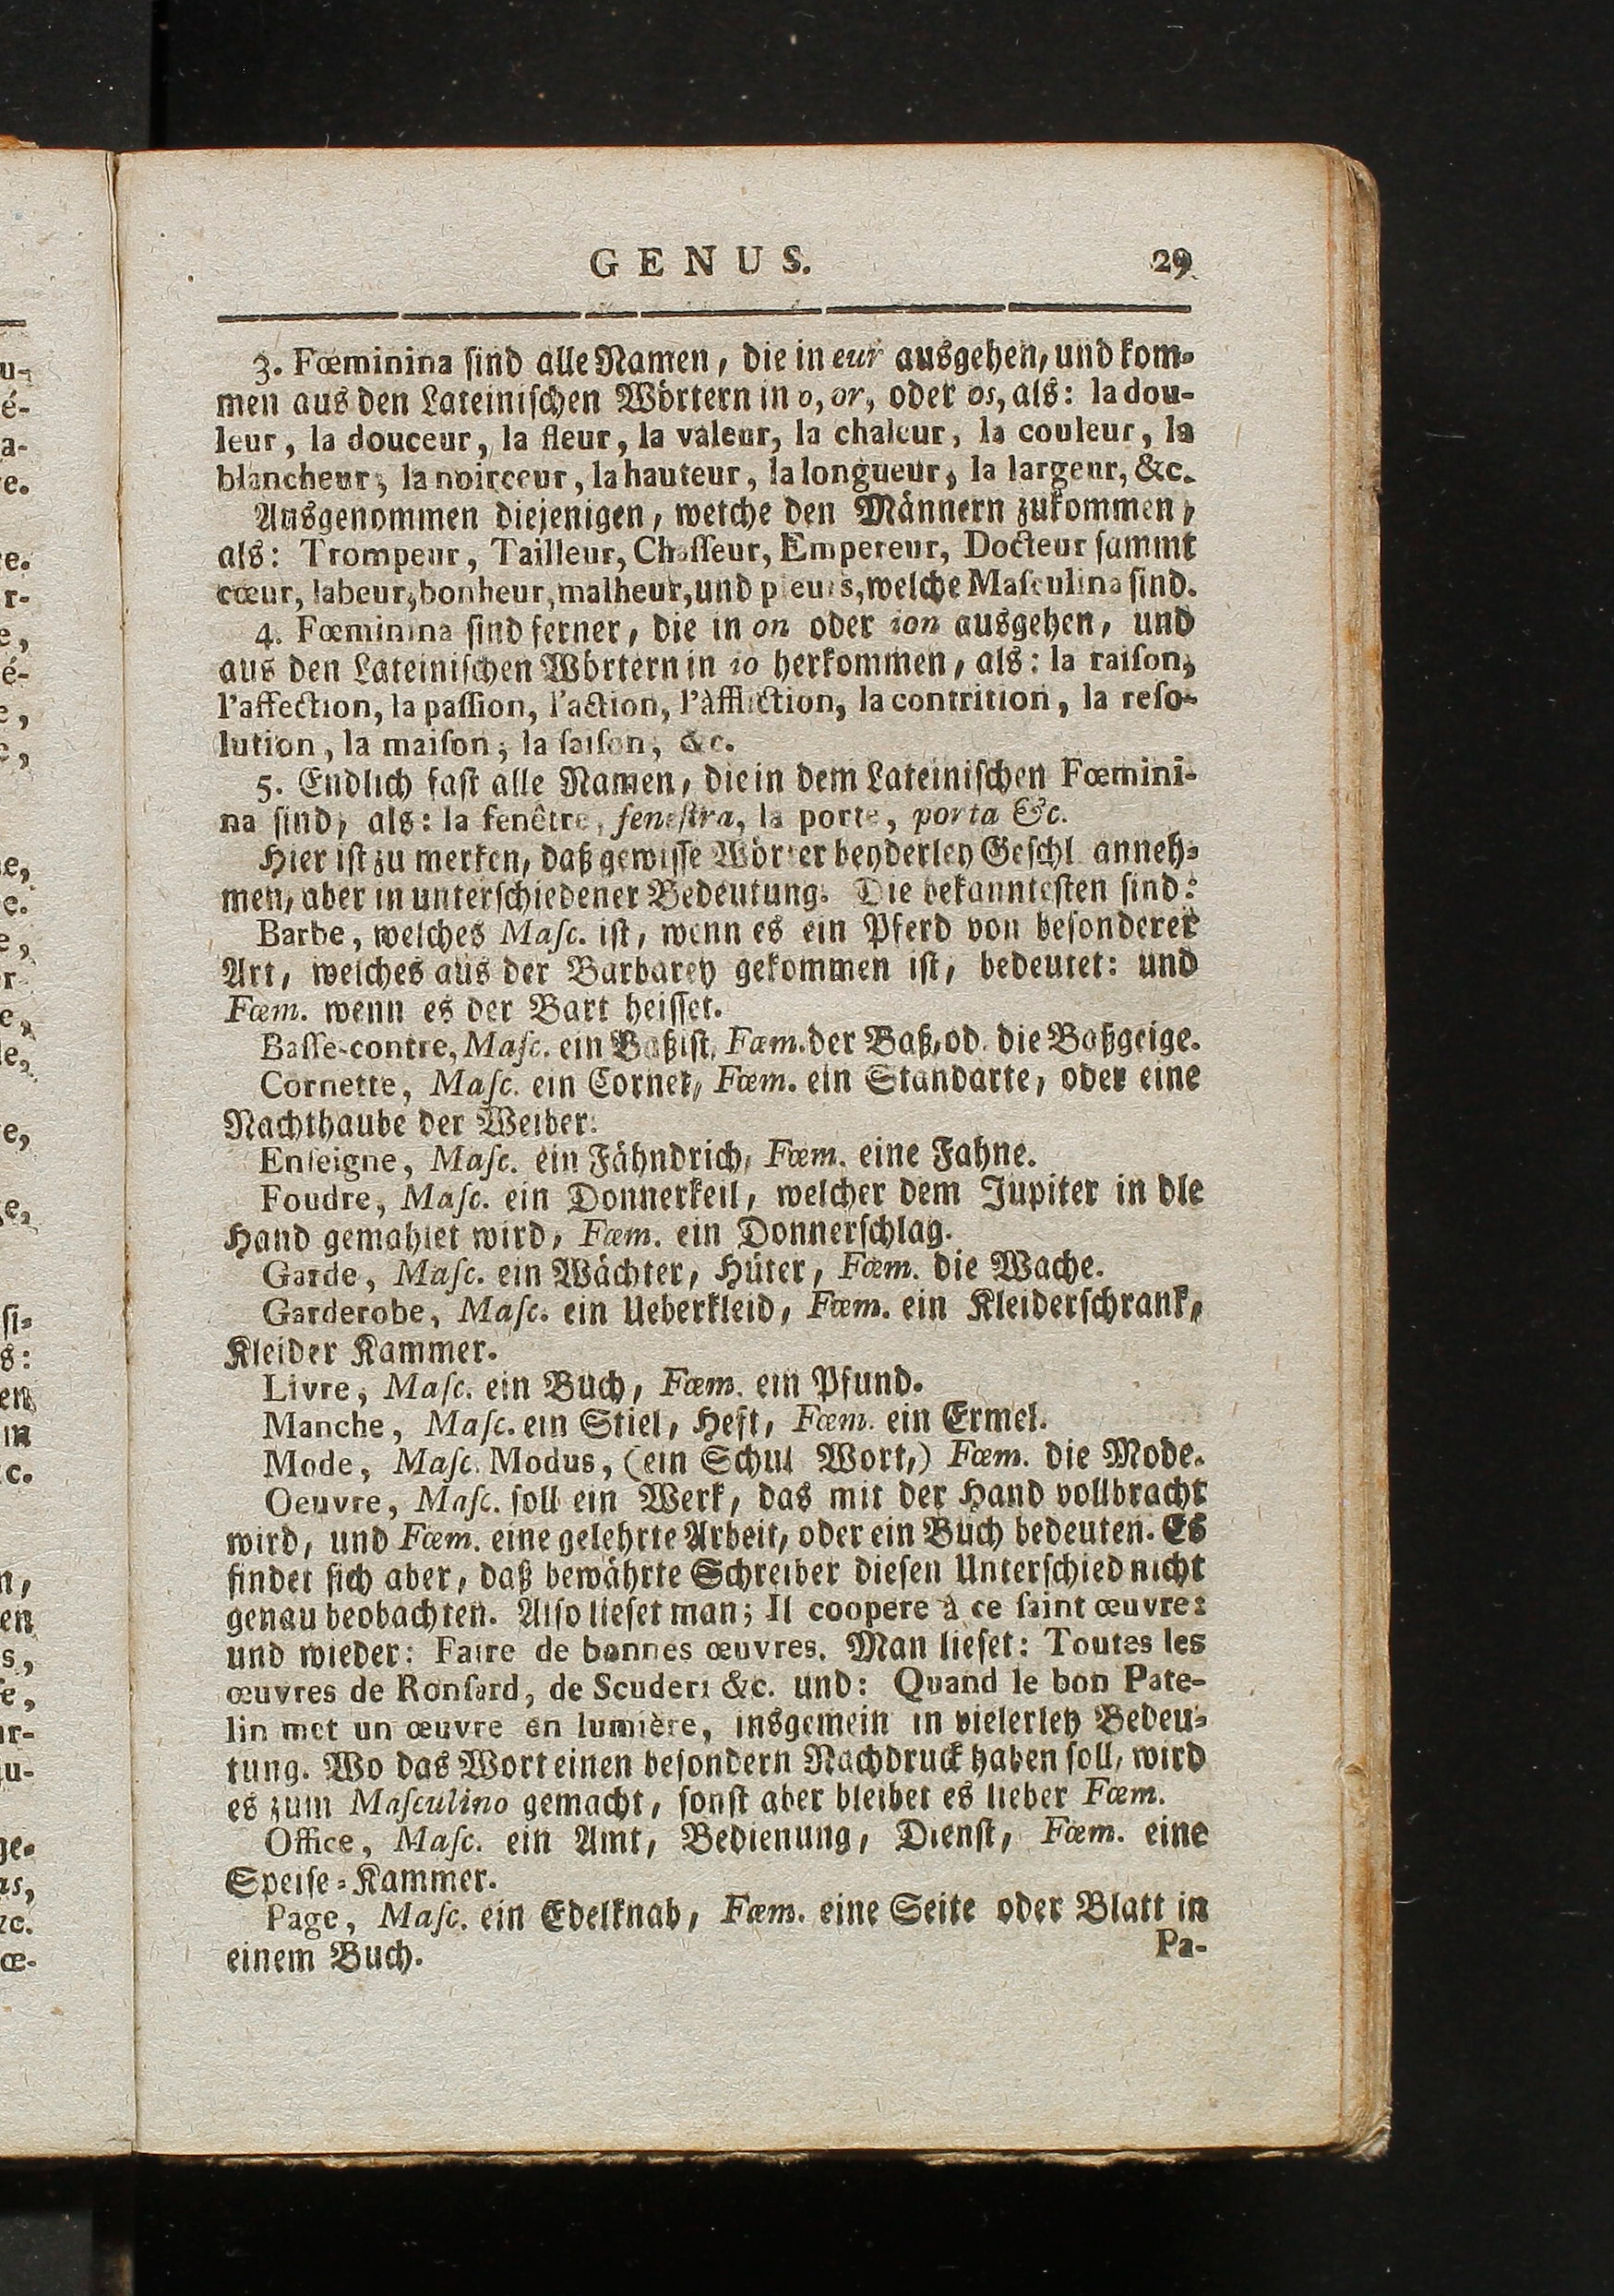 GENUS. 29
3. Fœminina ſind alle Namen, die in eur ausgehen, und kom-
men aus den Lateiniſchen Wörtern in o, or, oder os, als: la dou-
leur, la douceur, la fleur, la valeur, la chaleur, la couleur, la
blancheur, la noirceur, la hauteur, la longueur, la largeur, &c.
Ausgenommen diejenigen, welche den Männern zukommen,
als: Trompeur, Tailleur, Chaſſeur, Empereur, Docteur ſammt
cœur, labeur, bonheur, malheur, und pleurs, welche Maſculina ſind.
4. Fœminina ſind ferner, die in on oder ion ausgehen, und
aus den Lateiniſchen Wörtern in io herkommen, als: la raiſon,
l'affection, la paſſion, l'action, l'affliction, la contrition, la reſo-
lution, la maiſon, la ſaiſon, &c.
5. Endlich faſt alle Namen, die in dem Lateiniſchen Fœmini-
na ſind, als: la fenêtre, feneſtra, la porte, porta &c.
Hier iſt zu merken, daß gewiſſe Wörter beyderley Geſchl anneh-
men, aber in unterſchiedener Bedeutung. Die bekannteſten ſind:
Barbe, welches Maſc. iſt, wenn es ein Pferd von beſonderer
Art, welches aus der Barbarey gekommen iſt, bedeutet: und
Fœm. wenn es der Bart heiſſet.
Baſſe-contre, Maſc. ein Baßiſt, Fœm. der Baß, od. die Baßgeige.
Cornette, Maſc. ein Cornet, Fœm. ein Standarte, oder eine
Nachthaube der Weiber.
Enſeigne, Maſc. ein Fähndrich, Fœm. eine Fahne.
Foudre, Maſc. ein Donnerkeil, welcher dem Jupiter in dle
Hand gemahlet wird, Fœm. ein Donnerſchlag.
Garde, Maſc. ein Wächter, Hüter, Fœm. die Wache.
Garderobe, Maſc. ein Ueberkleid, Fœm. ein Kleiderſchrank,
Kleider Kammer.
Livre, Maſc. ein Buch, Fœm. ein Pfund.
Manche, Maſc. ein Stiel, Heft, Fœm. ein Ermel.
Mode, Maſc. Modus, (ein Schul Wort,) Fœm. die Mode.
Oeuvre, Maſc. ſoll ein Werk, das mit der Hand vollbracht
wird, und Fœm. eine gelehrte Arbeit, oder ein Buch bedeuten. Es
findet ſich aber, daß bewährte Schreiber dieſen Unterſchied nicht
genau beobachten. Alſo lieſet man; Il coopere à ce ſaint œuvre:
und wieder: Faire de bonnes œuvres. Man lieſet: Toutes les
œuvres de Ronſard, de Scuderi &c. und: Quand le bon Pate-
lin met un œuvre en lumière, insgemein in vielerley Bedeu-
tung. Wo das Wort einen beſondern Nachdruck haben ſoll, wird
es zum Maſculino gemacht, ſonſt aber bleibet es lieber Fœm.
Office, Maſc. ein Amt, Bedienung, Dienſt, Fœm. eine
Speiſe-Kammer.
Page, Maſc. ein Edelknab, Fœm. eine Seite oder Blatt in
einem Buch.
Pa-